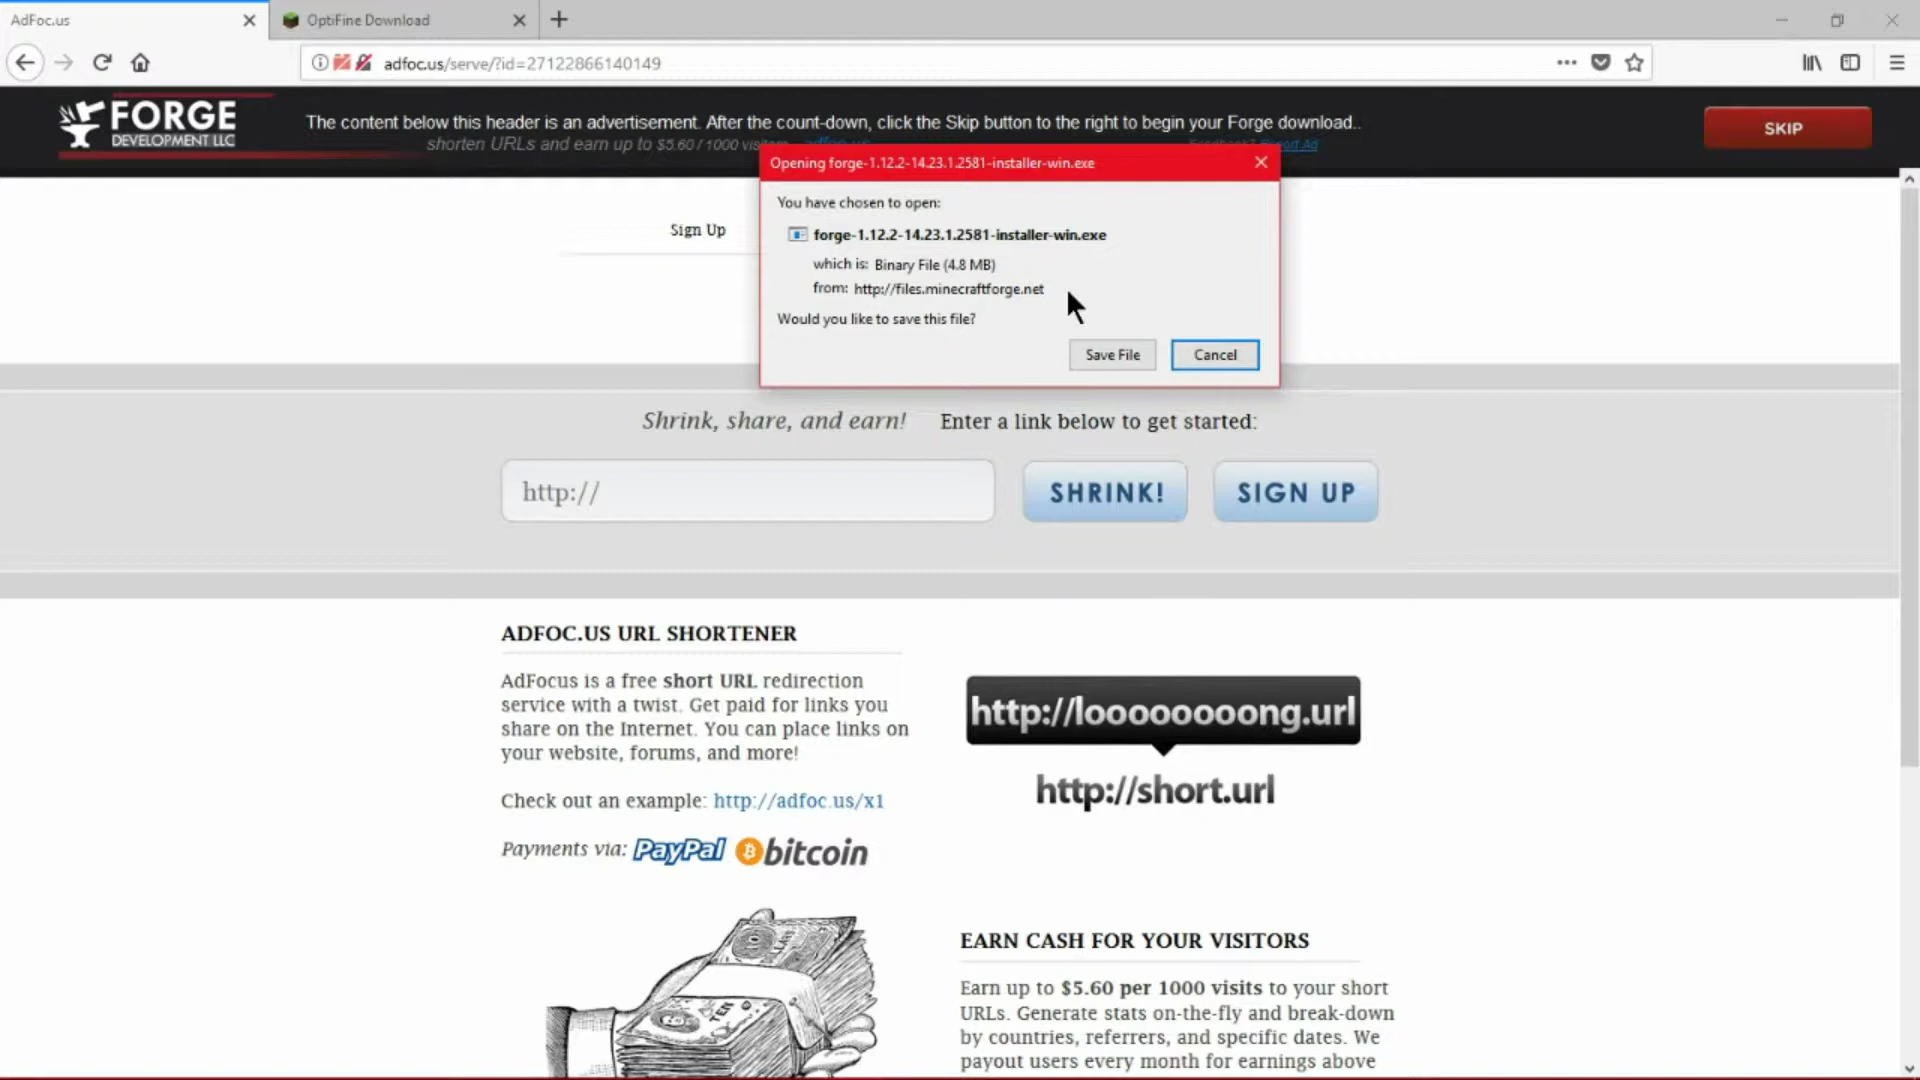 AdFoc.us
OptiFine Download
adfoc.us/serve/?id=27122866140149
FORGE
DEVELOPMENT LLC
The content below this header is an advertisement. After the count-down, click the Skip button to the right to begin your Forge download..
SKIP
shorten URLs and earn up to $5.60 / 1000
Opening forge-1.12.2-14.23.1.2581-installer-win.exe
You have chosen to open:
forge-1.12.2-14.23.1.2581-installer-win.exe
which is: Binary File (4.8 MB)
from: http://files.minecraftforge.net
Would you like to save this file?
Save File
Cancel
Sign Up
Shrink, share, and earn!
Enter a link below to get started:
http://
SHRINK!
SIGN UP
ADFOC.US URL SHORTENER
AdFocus is a free short URL redirection
service with a twist. Get paid for links you
share on the Internet. You can place links on
your website, forums, and more!
Check out an example: http://adfoc.us/x1
Payments via: PayPal bitcoin
http://looooooooong.url
http://short.url
TEN
EARN CASH FOR YOUR VISITORS
Earn up to $5.60 per 1000 visits to your short
URLs. Generate stats on-the-fly and break-down
by countries, referrers, and specific dates. We
payout users every month for earnings above